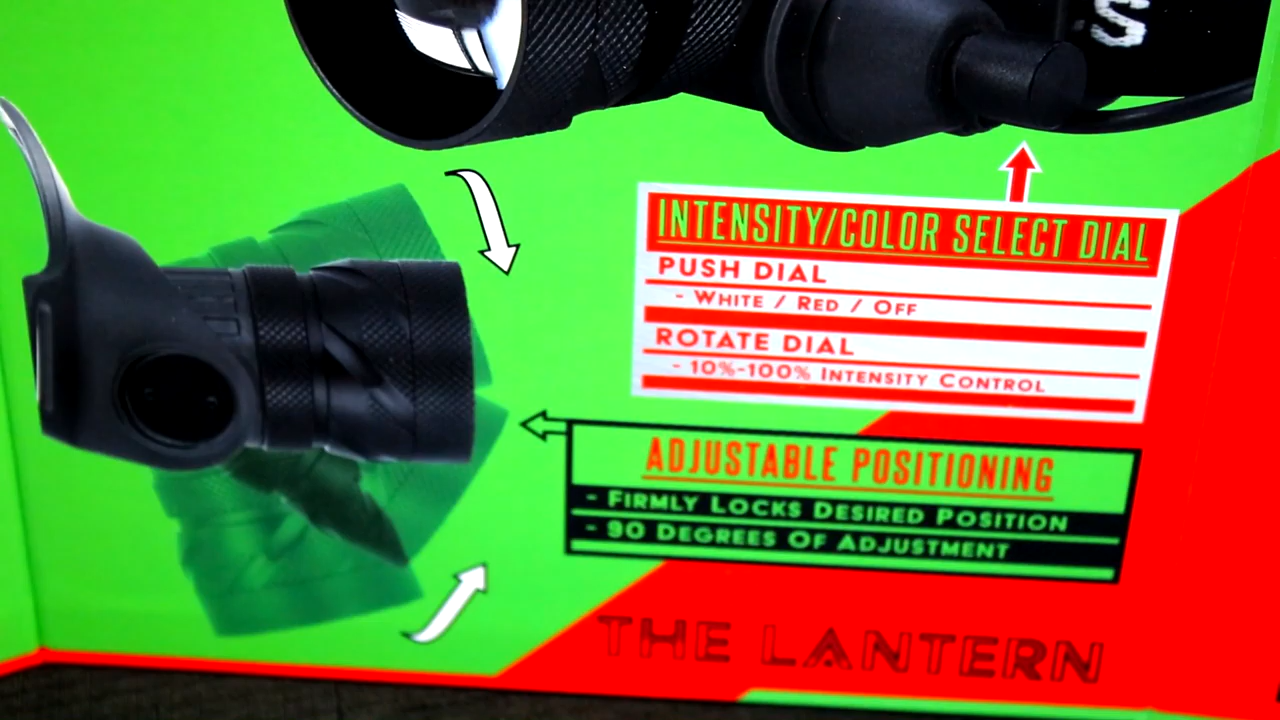 S
INTENSITY/COLOR SELECT DIAL
PUSH DIAL
- WHITE / RED / OFF
ROTATE DIAL
- 10%-100% INTENSITY CONTROL
ADJUSTABLE POSITIONING
- FIRMLY LOCKS DESIRED POSITION
- 90 DEGREES OF ADJUSTMENT
THE LANTERN